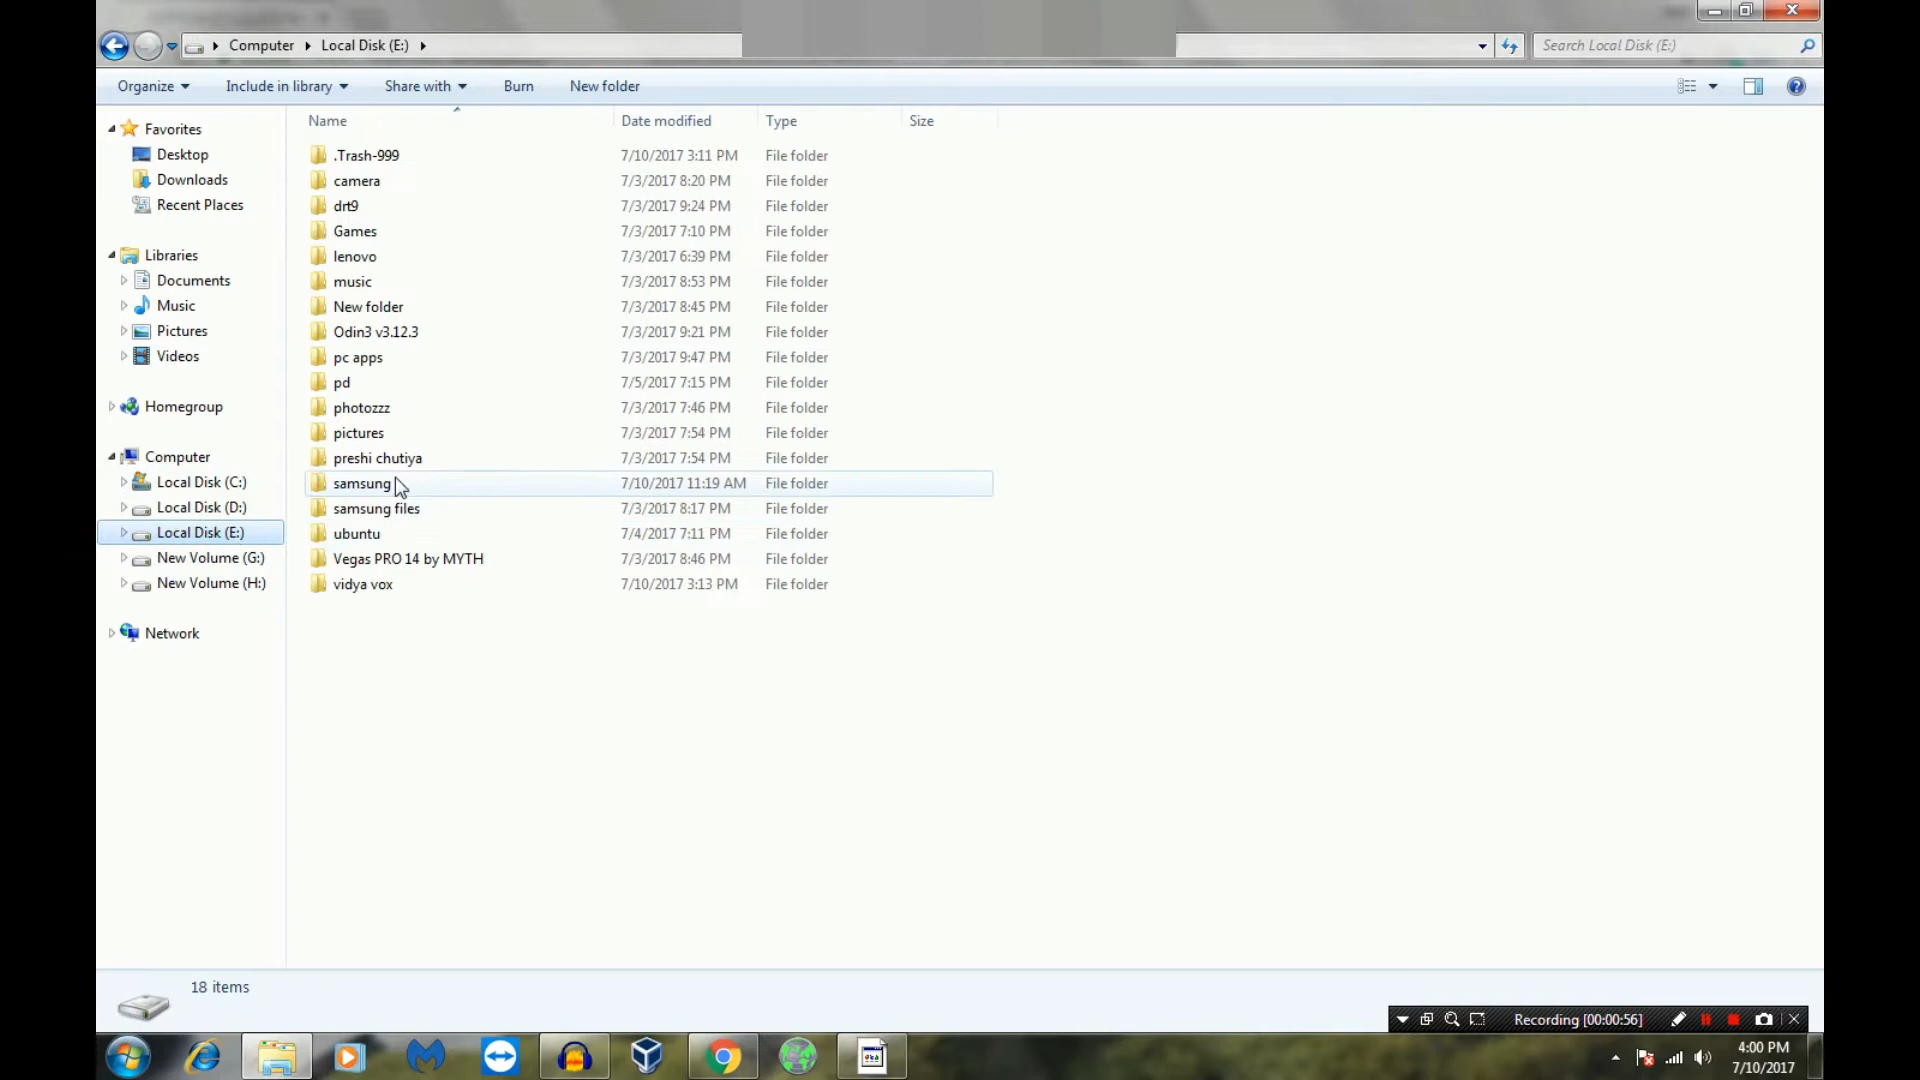 Computer Local Disk (E:) Search Local Disk (E:)
Organize Include in library Share with Burn New folder
Name Date modified Type Size
Favorites
Desktop
Downloads
Recent Places
Libraries
Documents
Music
Pictures
Videos
Homegroup
Computer
Local Disk (C:)
Local Disk (D:)
Local Disk (E:)
New Volume (G:)
New Volume (H:)
Network
.Trash-999 7/10/2017 3:11 PM File folder
camera 7/3/2017 8:20 PM File folder
drt9 7/3/2017 9:24 PM File folder
Games 7/3/2017 7:10 PM File folder
lenovo 7/3/2017 6:39 PM File folder
music 7/3/2017 8:53 PM File folder
New folder 7/3/2017 8:45 PM File folder
Odin3 v3.12.3 7/3/2017 9:21 PM File folder
pc apps 7/3/2017 9:47 PM File folder
pd 7/5/2017 7:15 PM File folder
photozzz 7/3/2017 7:46 PM File folder
pictures 7/3/2017 7:54 PM File folder
preshi chutiya 7/3/2017 7:54 PM File folder
samsung 7/10/2017 11:19 AM File folder
samsung files 7/3/2017 8:17 PM File folder
ubuntu 7/4/2017 7:11 PM File folder
Vegas PRO 14 by MYTH 7/3/2017 8:46 PM File folder
vidya vox 7/10/2017 3:13 PM File folder
18 items
Recording [00:00:56]
4:00 PM
7/10/2017